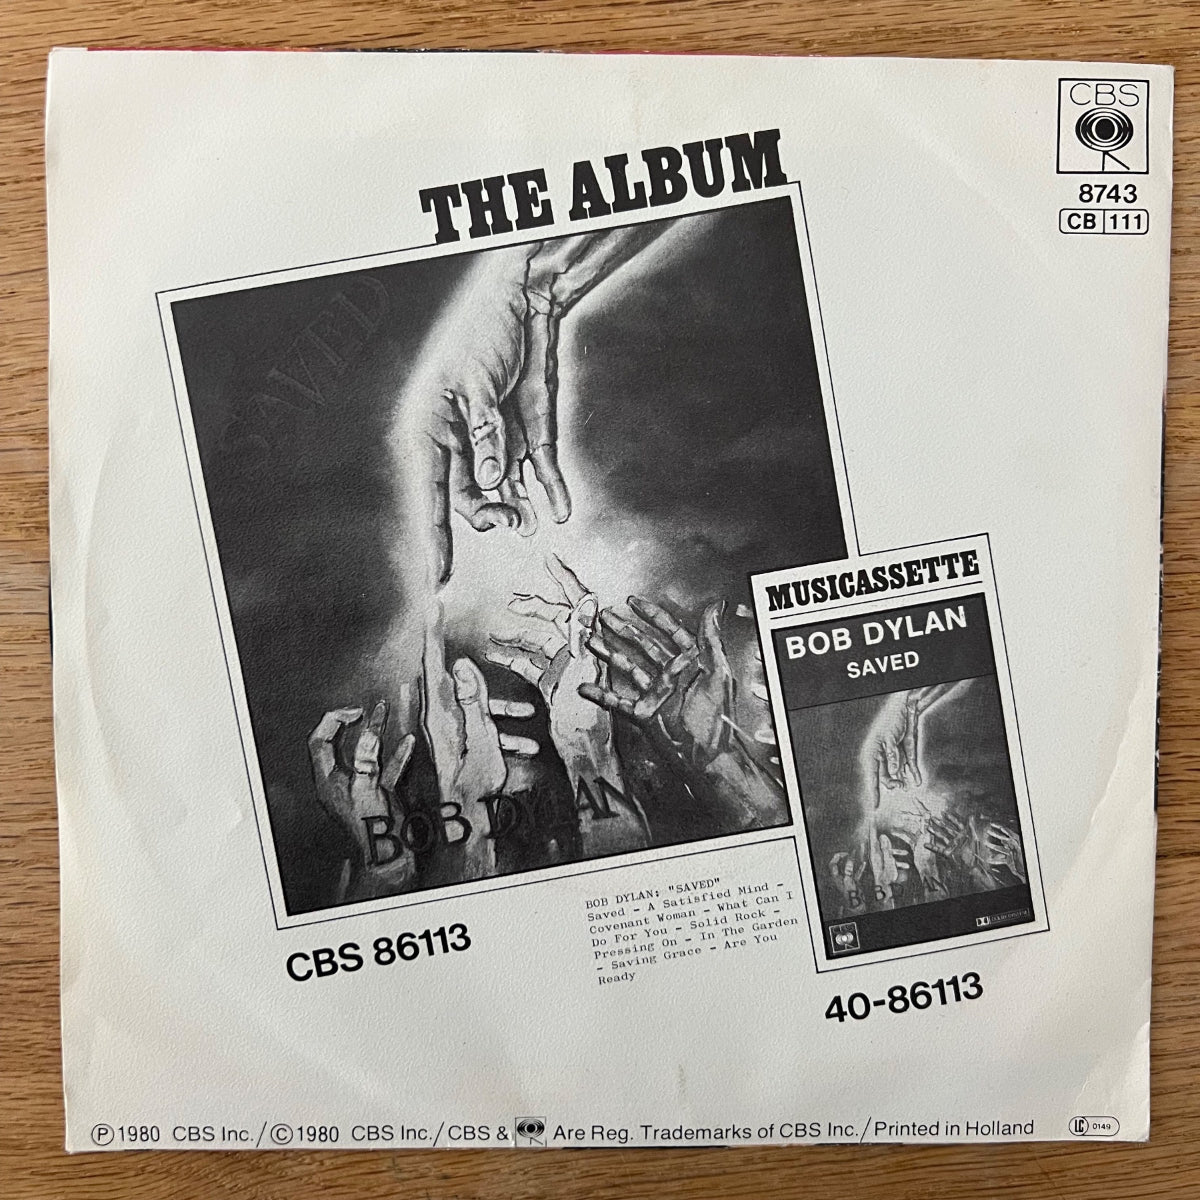 CBS
8743
CB 111
THE ALBUM
SAVED
BOB DYLAN
MUSICASSETTE
BOB DYLAN
SAVED
BOB DYLAN
CBS
CBS 86113
BOB DYLAN: "SAVED"
Saved - A Satisfied Mind -
Covenant Woman - What Can I
Do For You - Solid Rock -
Pressing On - In The Garden
- Saving Grace - Are You
Ready
40-86113
Ⓟ 1980 CBS Inc./© 1980 CBS Inc./CBS & Are Reg. Trademarks of CBS Inc./Printed in Holland
LC 0149